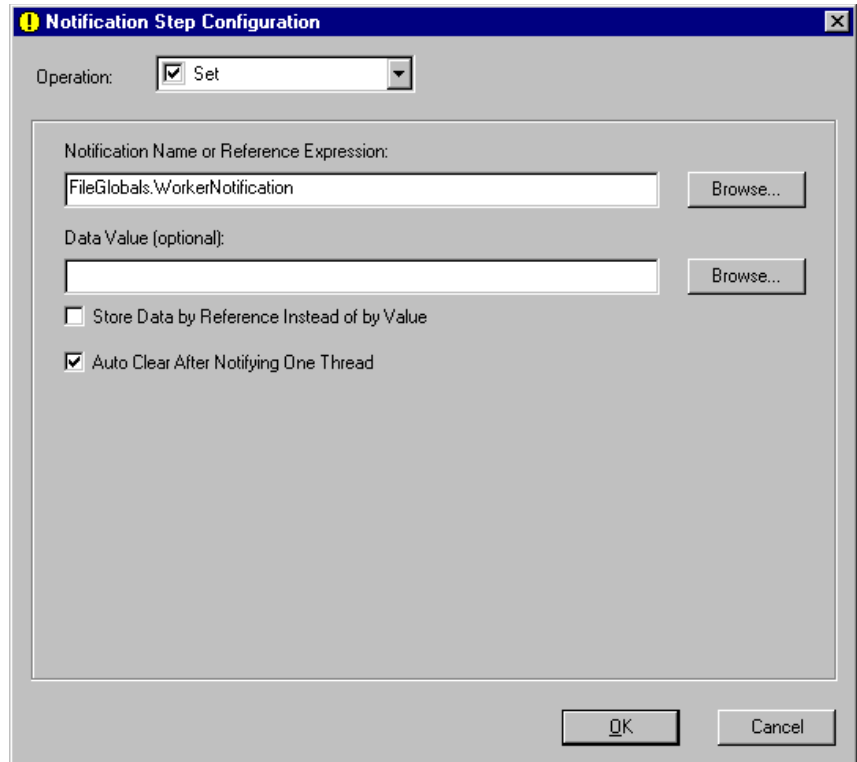 Notification Step Configuration
Operation: Set
Notification Name or Reference Expression:
FileGlobals.WorkerNotification Browse...
Data Value (optional):
Browse...
Store Data by Reference Instead of by Value
Auto Clear After Notifying One Thread
OK Cancel